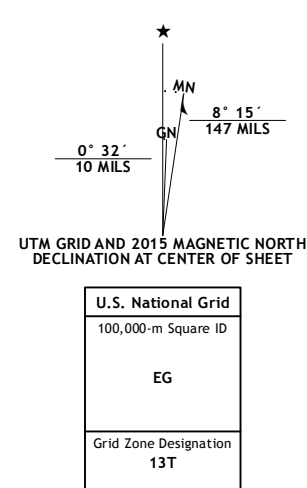 ★
MN
8° 15´
147 MILS
GN
0° 32´
10 MILS
UTM GRID AND 2015 MAGNETIC NORTH
DECLINATION AT CENTER OF SHEET
U.S. National Grid
100,000-m Square ID
EG
Grid Zone Designation
13T